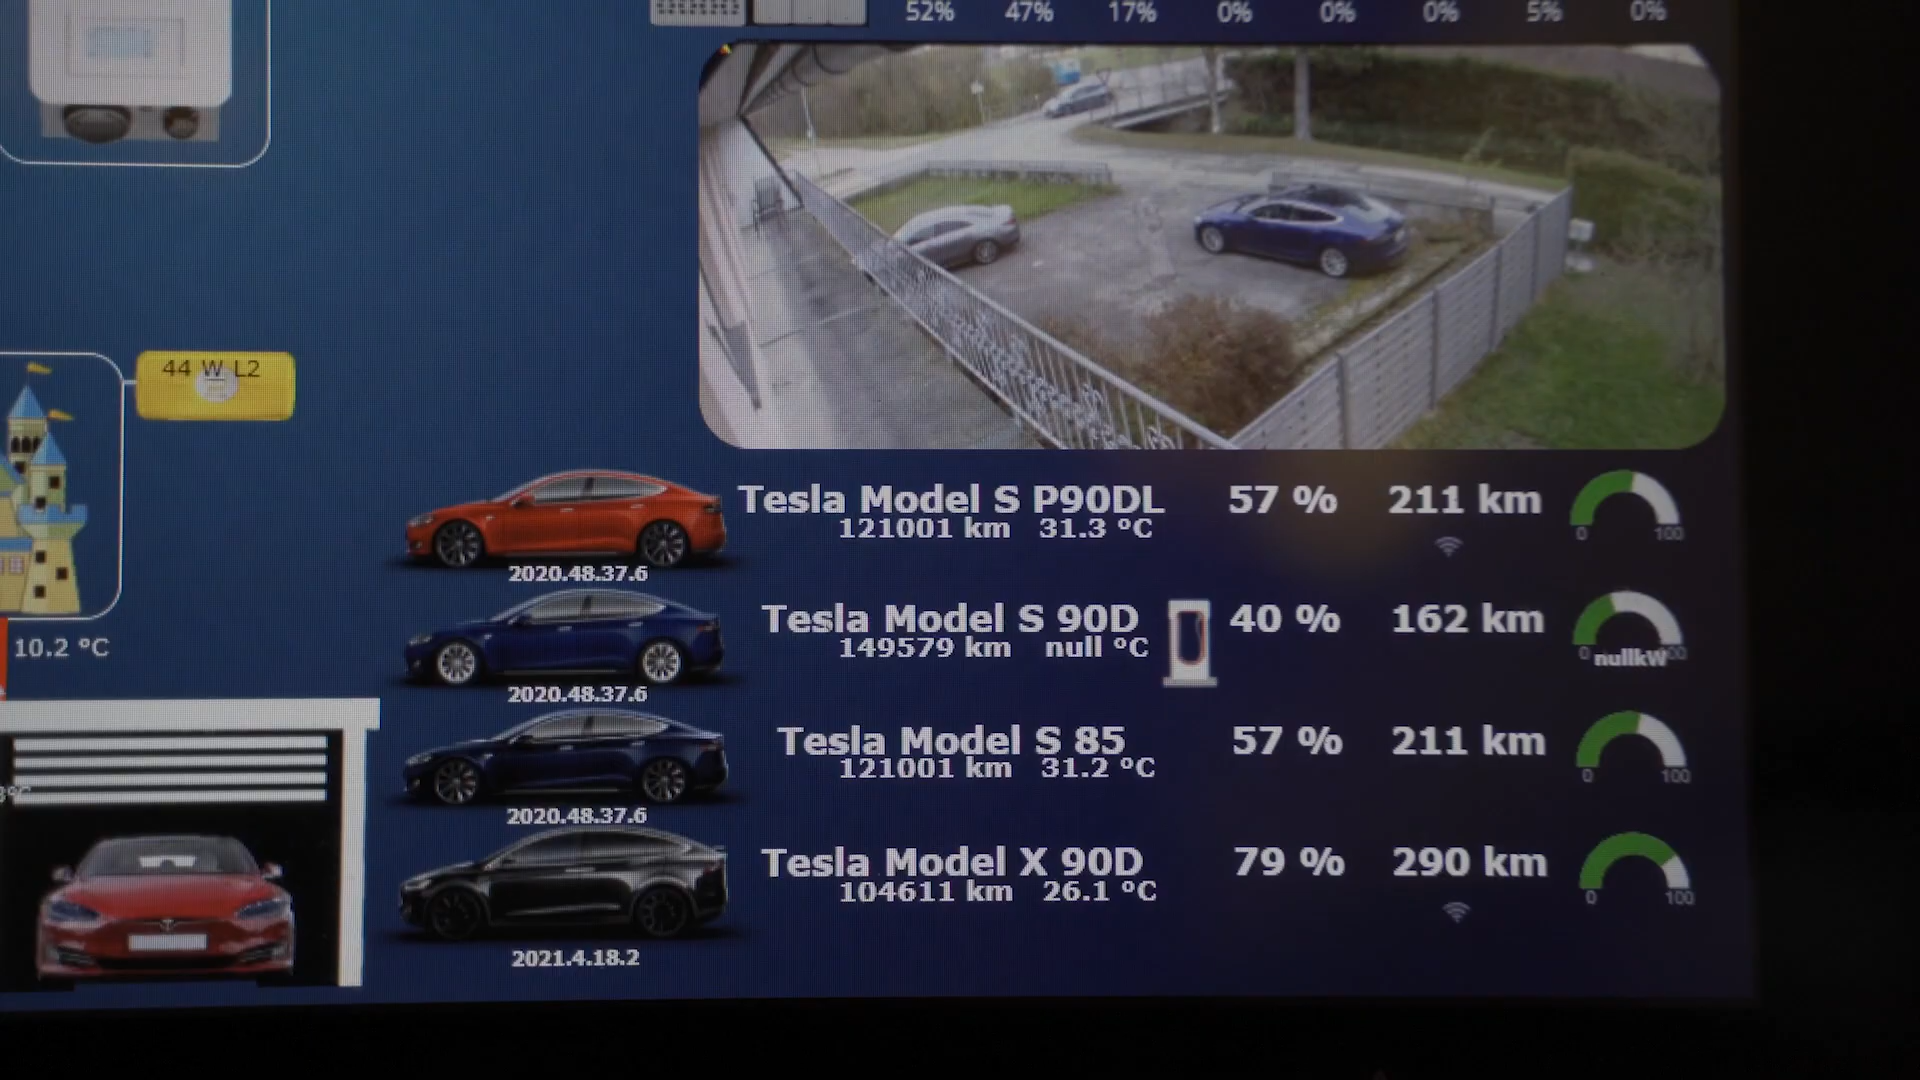 52% 47% 17% 0% 0% 0% 5% 0%
44 W L2
Tesla Model S P90DL 57 % 211 km
121001 km 31.3 °C
0 100
2020.48.37.6
Tesla Model S 90D 40 % 162 km
149579 km null °C
0 nullkW
10.2 °C
2020.48.37.6
Tesla Model S 85 57 % 211 km
121001 km 31.2 °C
0 100
2020.48.37.6
Tesla Model X 90D 79 % 290 km
104611 km 26.1 °C
0 100
2021.4.18.2